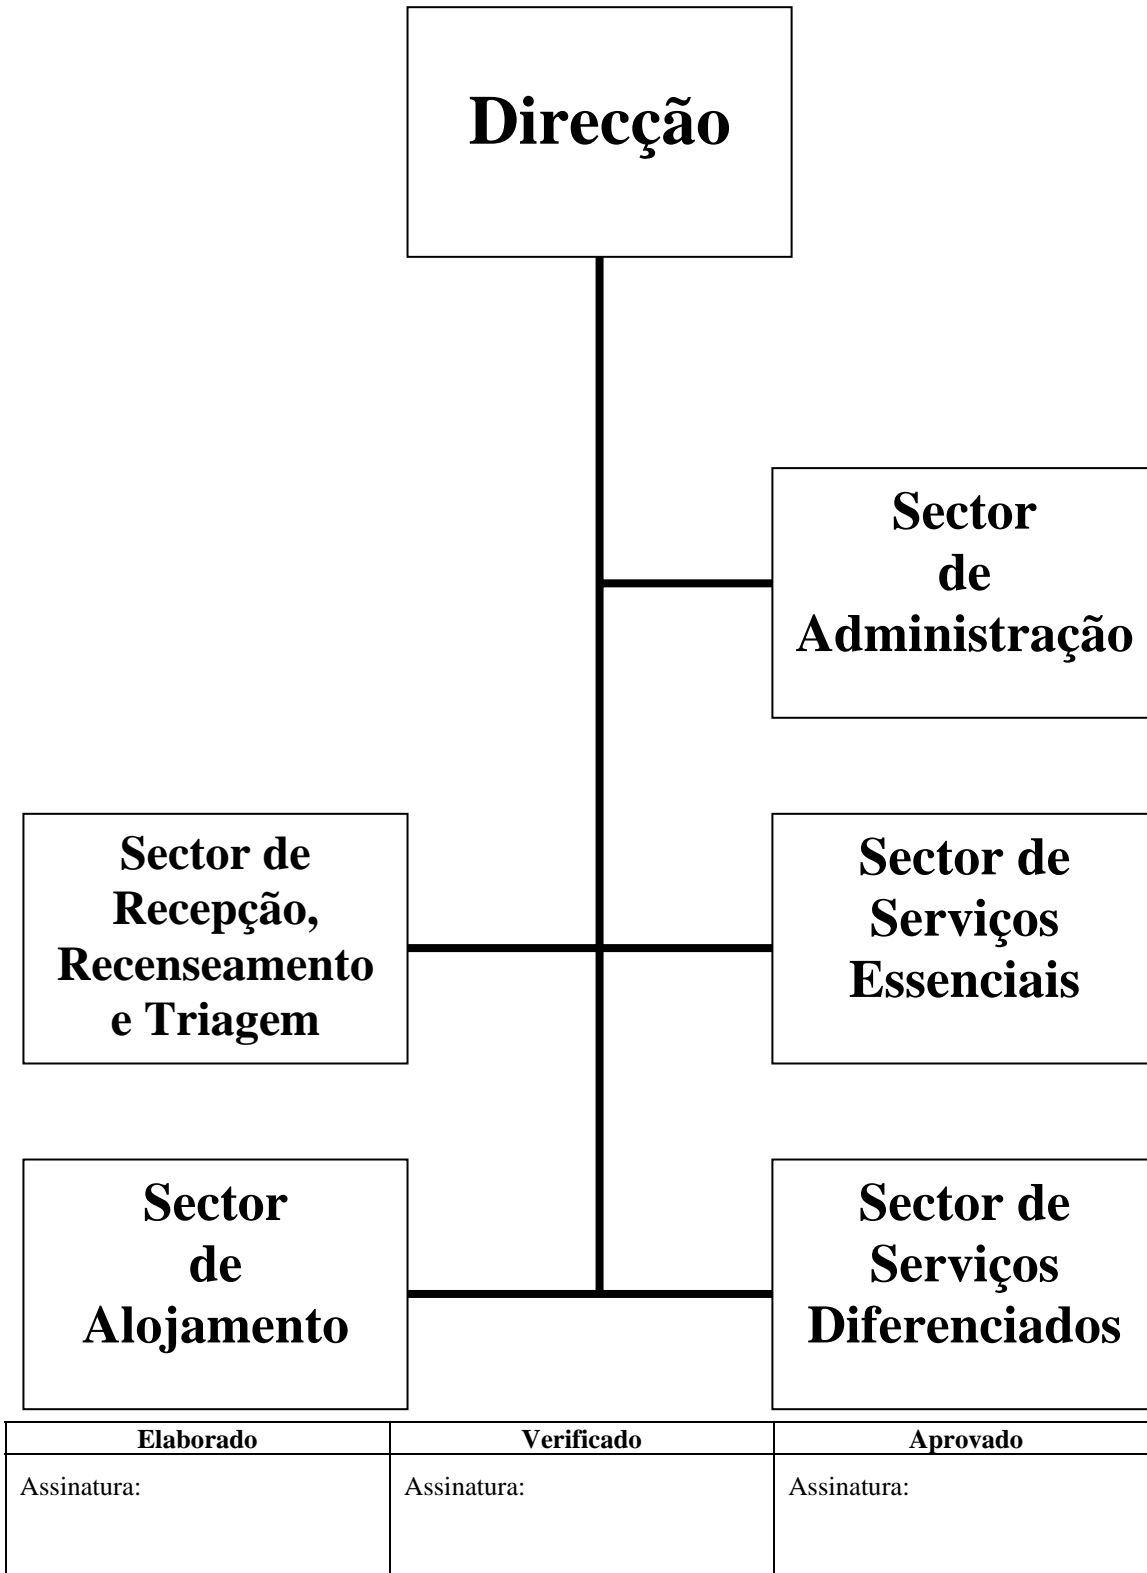 Direcção
Sector
de
Administração
Sector de
Recepção,
Recenseamento
e Triagem
Sector de
Serviços
Essenciais
Sector
de
Alojamento
Sector de
Serviços
Diferenciados
Elaborado
Verificado
Aprovado
Assinatura:
Assinatura:
Assinatura: